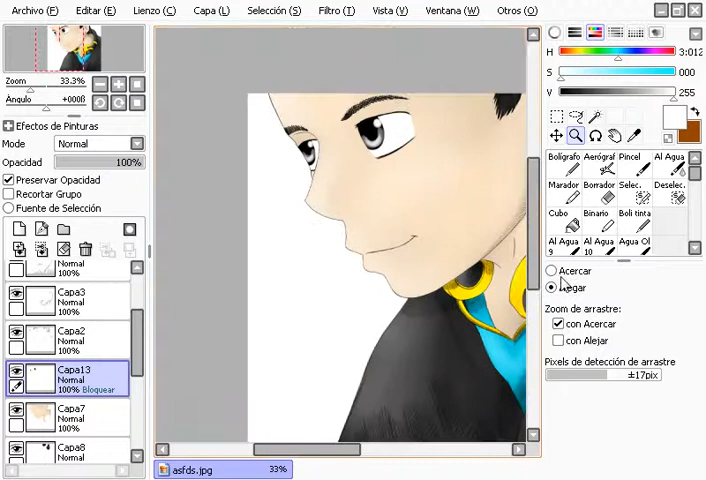 Archivo (F) Editar (E) Lienzo (C) Capa (L) Selección (S) Filtro (T) Vista (V) Ventana (W) Otros (O)
Zoom 33.3%
Ángulo +000ß
Efectos de Pinturas
Mode Normal
Opacidad 100%
Preservar Opacidad
Recortar Grupo
Fuente de Selección
Normal
100%
Capa3
Normal
100%
Capa2
Normal
100%
Capa13
Normal
100% Bloquear
Capa7
Normal
100%
Capa8
asfds.jpg 33%
H 3:012
S 000
V 255
Bolígrafo Aerógraf Pincel Al Agua
Marador Borrador Selec. Deselec.
Cubo Binario Boli tinta
Al Agua 9 Al Agua 10 Agua Ol
Acercar
Zoom de arrastre:
con Acercar
con Alejar
Pixels de detección de arrastre
±17pix